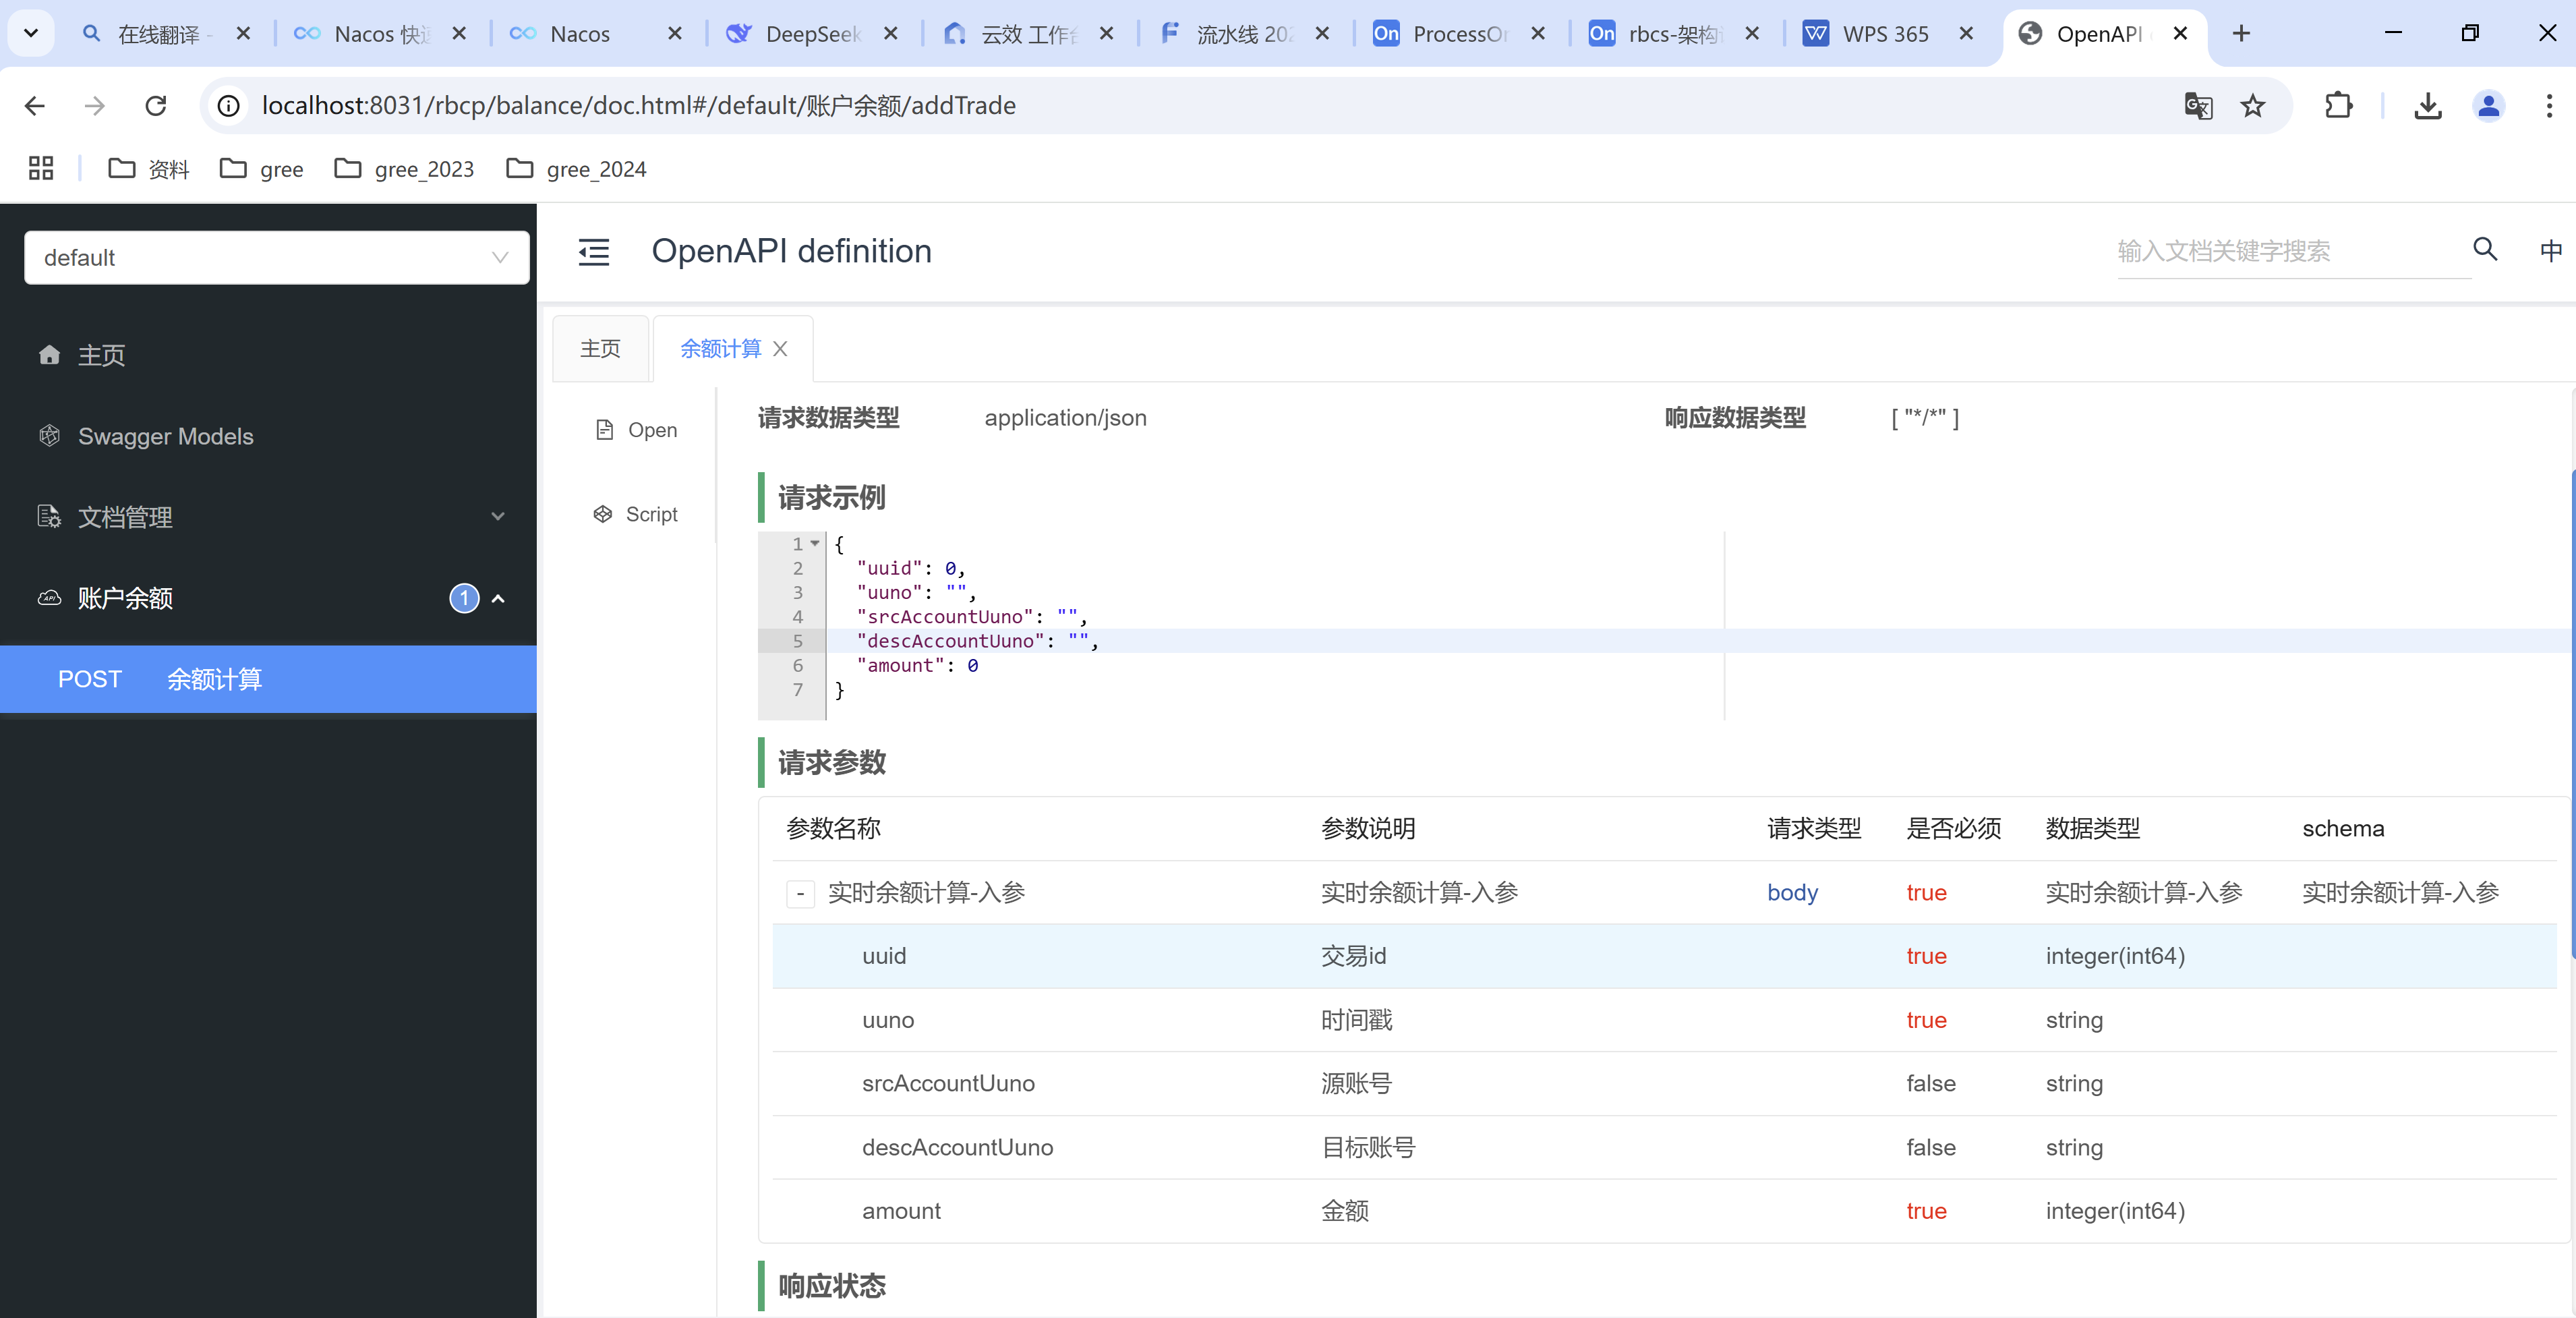 在线翻译 -
Nacos 快速
Nacos
DeepSeek
云效 工作台
流水线 202
ProcessOn
rbcs-架构
WPS 365
OpenAPI
localhost:8031/rbcp/balance/doc.html#/default/账户余额/addTrade
资料
gree
gree_2023
gree_2024
default
OpenAPI definition
输入文档关键字搜索
中
主页
Swagger Models
文档管理
账户余额
1
POST 余额计算
主页
余额计算
Open
Script
请求数据类型 application/json 响应数据类型 [ "*/*" ]
请求示例
1 {
2 "uuid": 0,
3 "uuno": "",
4 "srcAccountUuno": "",
5 "descAccountUuno": "",
6 "amount": 0
7 }
请求参数
参数名称 参数说明 请求类型 是否必须 数据类型 schema
- 实时余额计算-入参 实时余额计算-入参 body true 实时余额计算-入参 实时余额计算-入参
uuid 交易id true integer(int64)
uuno 时间戳 true string
srcAccountUuno 源账号 false string
descAccountUuno 目标账号 false string
amount 金额 true integer(int64)
响应状态